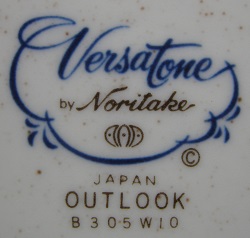 Versatone
by Noritake
©
JAPAN
OUTLOOK
B305W10